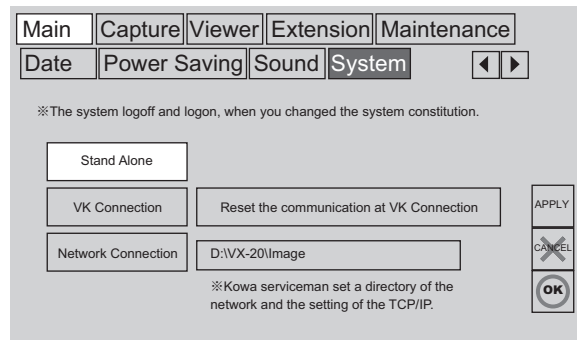 Main Capture Viewer Extension Maintenance
Date Power Saving Sound System
※The system logoff and logon, when you changed the system constitution.
Stand Alone
VK Connection Reset the communication at VK Connection APPLY
Network Connection D:\VX-20\Image CANCEL
※Kowa serviceman set a directory of the
network and the setting of the TCP/IP.
OK